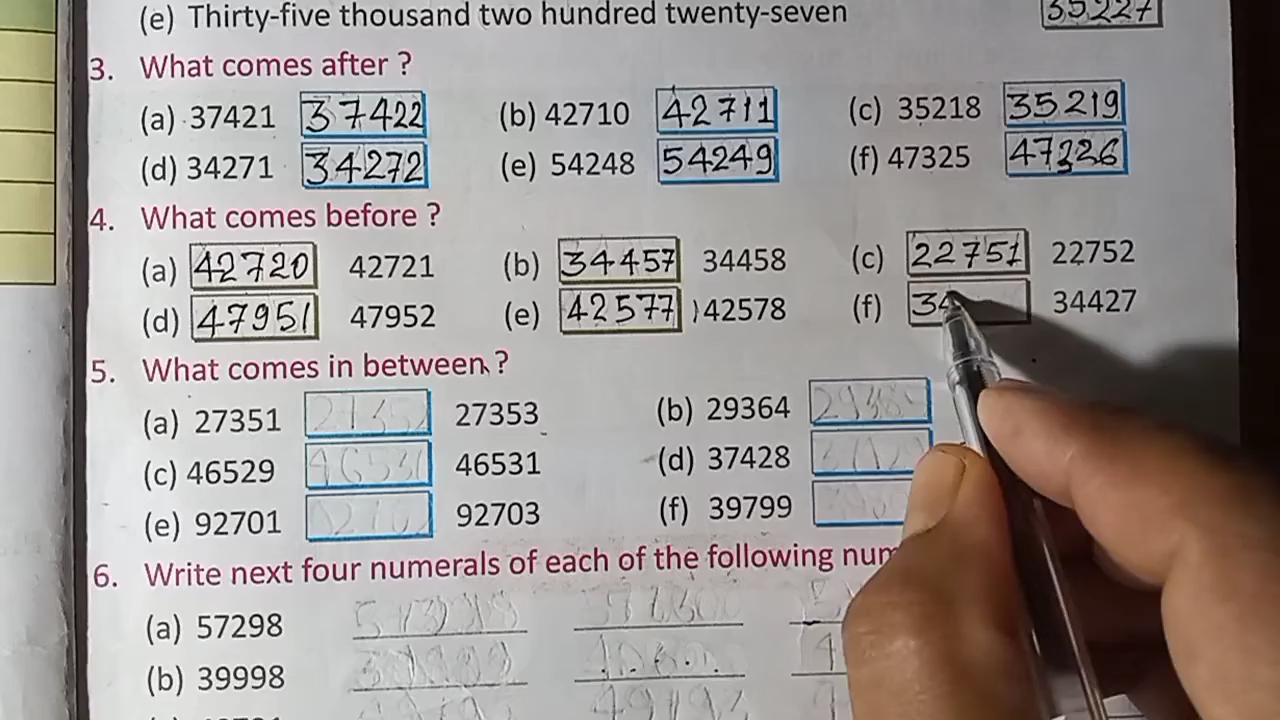 (e) Thirty-five thousand two hundred twenty-seven 35227
3. What comes after ?
(a) 37421 37422 (b) 42710 42711 (c) 35218 35219
(d) 34271 34272 (e) 54248 54249 (f) 47325 47326
4. What comes before ?
(a) 42720 42721 (b) 34457 34458 (c) 22751 22752
(d) 47951 47952 (e) 42577 42578 (f) 34 34427
5. What comes in between ?
(a) 27351 27352 27353 (b) 29364
(c) 46529 46531 (d) 37428
(e) 92701 92703 (f) 39799
6. Write next four numerals of each of the following num
(a) 57298
(b) 39998